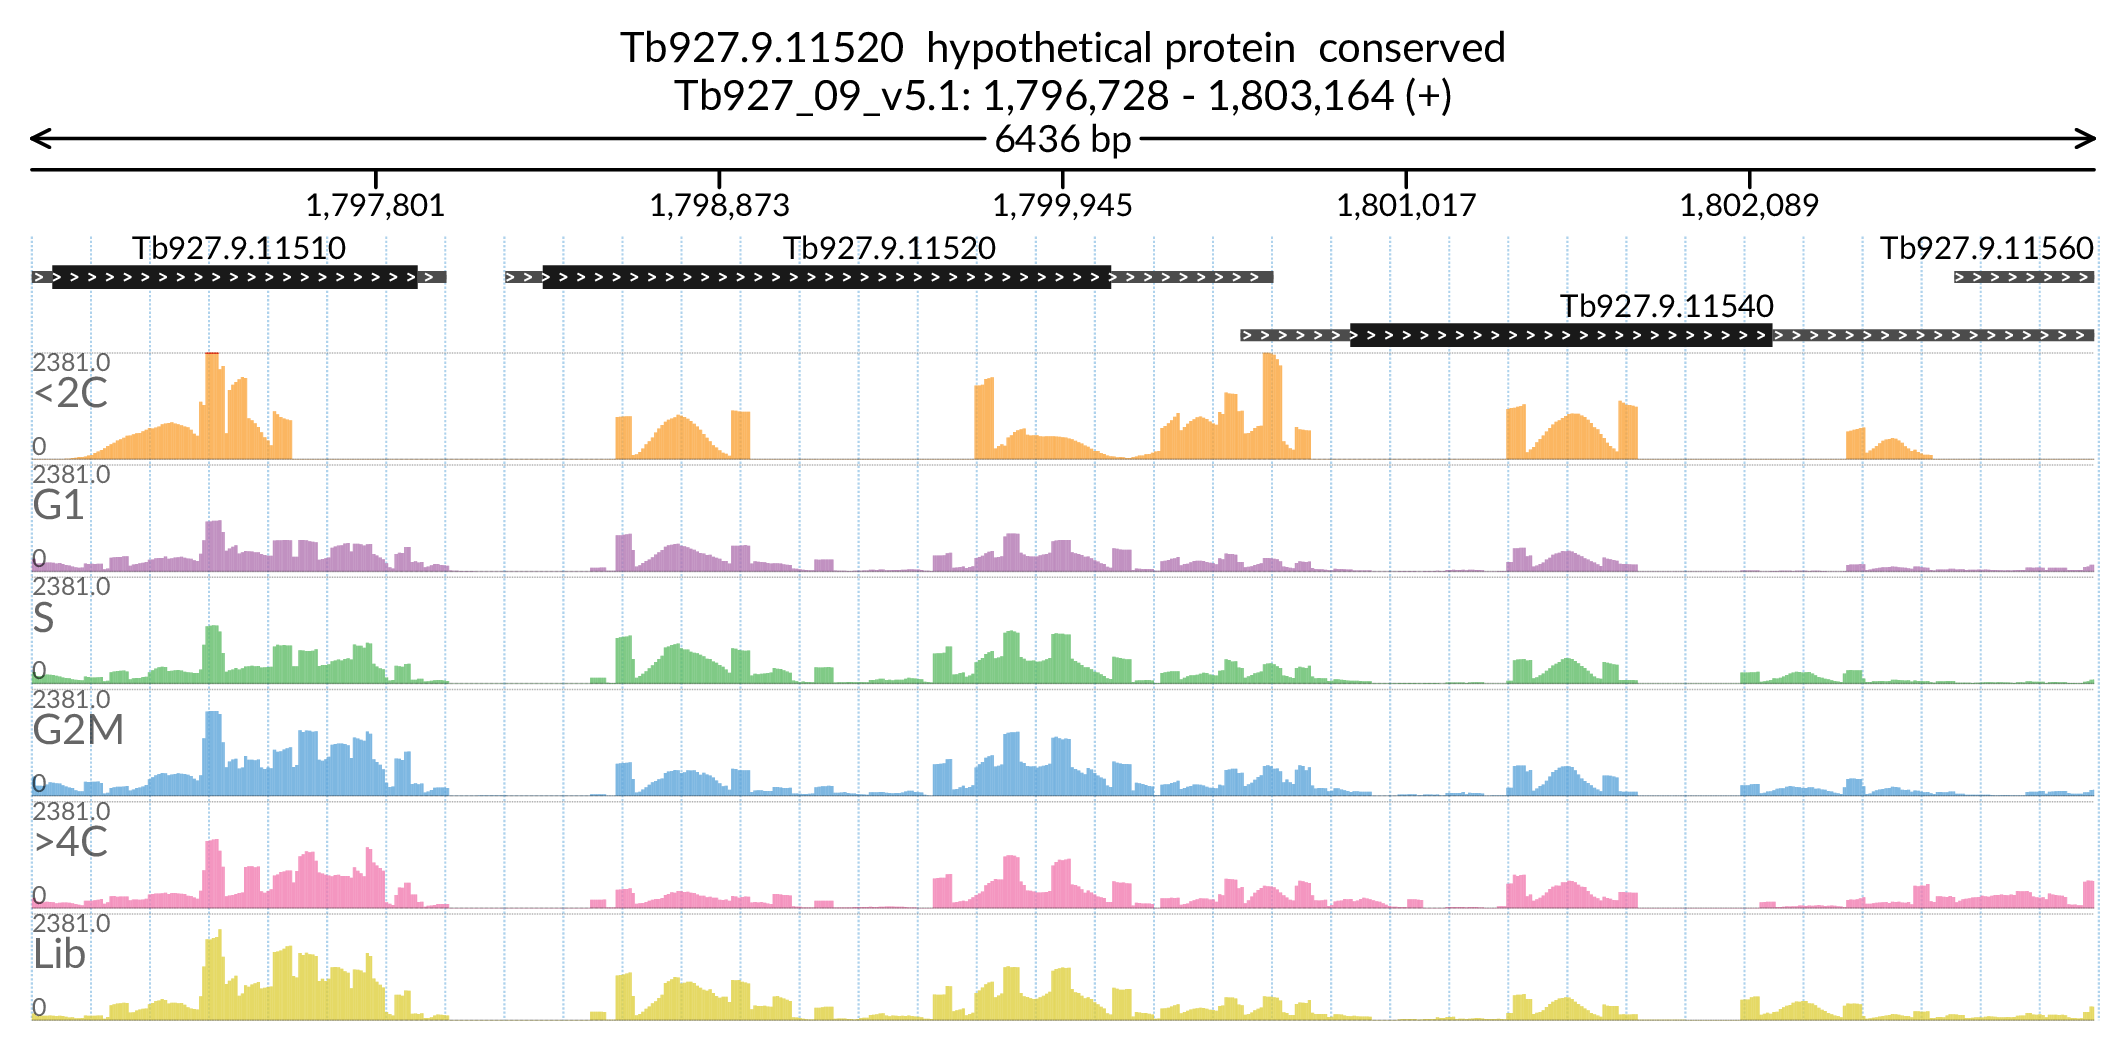 Tb927.9.11520 hypothetical protein conserved
Tb927_09_v5.1: 1,796,728 - 1,803,164 (+)
6436 bp
1,797,801 1,798,873 1,799,945 1,801,017 1,802,089
Tb927.9.11510 Tb927.9.11520 Tb927.9.11560
Tb927.9.11540
2381.0
<2C
0
2381.0
G1
0
2381.0
S
0
2381.0
G2M
0
2381.0
>4C
0
2381.0
Lib
0